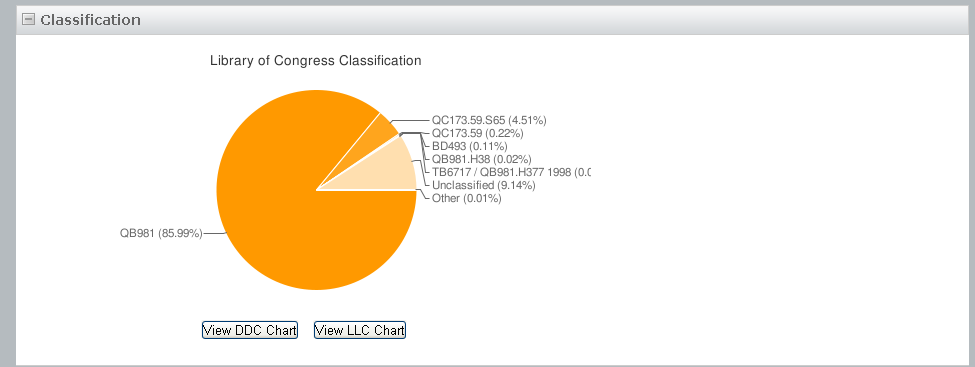 Classification
Library of Congress Classification
QC173.59.S65 (4.51%)
QC173.59 (0.22%)
BD493 (0.11%)
QB981.H38 (0.02%)
TB6717 / QB981.H377 1998 (0.0
Unclassified (9.14%)
Other (0.01%)
QB981 (85.99%)
View DDC Chart
View LLC Chart